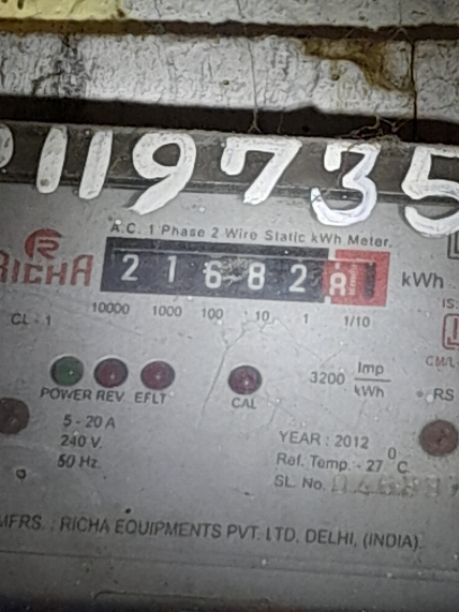 119735
A.C. 1 Phase 2 Wire Static kWh Meter.
RICHA
2 1 6 8 2
kWh
10000 1000 100 10 1 1/10
CL - 1
IS:
3200 Imp/kWh
CM/L
POWER REV. EFLT
CAL
RS
5 - 20 A
240 V.
50 Hz.
YEAR : 2012
Ref. Temp. - 27 °C
SL. No.
MFRS. : RICHA EQUIPMENTS PVT. LTD. DELHI, (INDIA).